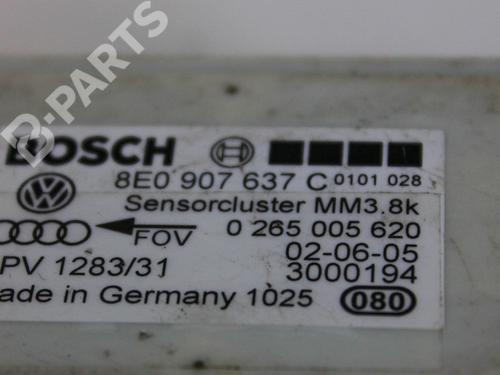 B-PARTS
BOSCH
8E0 907 637 C 0101 028
Sensorcluster MM3.8k
FOV 0 265 005 620
02-06-05
PV 1283/31 3000194
ade in Germany 1025 080